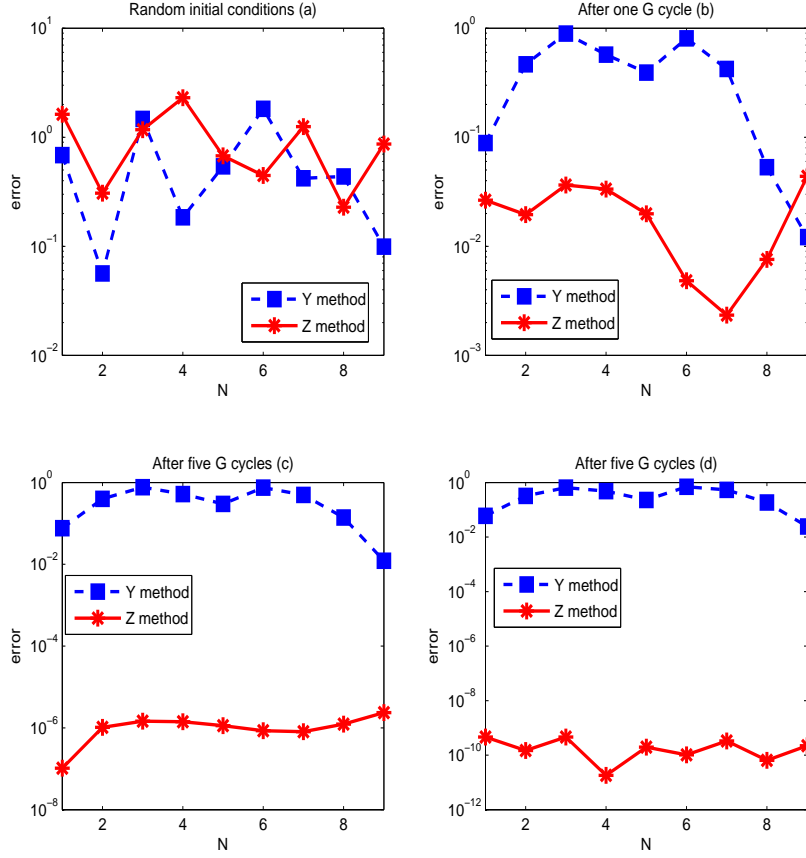 Random initial conditions (a)
10^1
10^0
10^-1
10^-2
error
2 4 6 8
N
Y method
Z method
After one G cycle (b)
10^0
10^-1
10^-2
10^-3
error
2 4 6 8
N
Y method
Z method
After five G cycles (c)
10^0
10^-2
10^-4
10^-6
10^-8
error
2 4 6 8
N
Y method
Z method
After five G cycles (d)
10^0
10^-2
10^-4
10^-6
10^-8
10^-10
10^-12
error
2 4 6 8
N
Y method
Z method